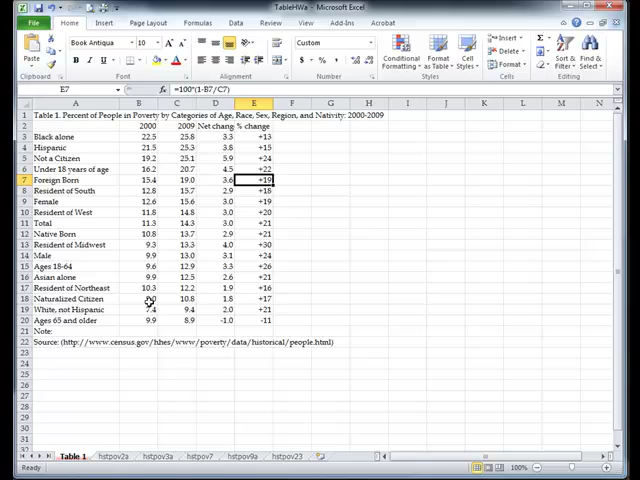 TableHWa - Microsoft Excel
File Home Insert Page Layout Formulas Data Review View Add-Ins Acrobat
Book Antiqua 10 Custom
Paste Conditional Formatting Format as Table Cell Styles Insert Delete Format Sort & Filter Find & Select
Clipboard Font Alignment Number Styles Cells Editing
E7 =100*(1-B7/C7)
A B C D E F G H I J K L M N
1 Table 1. Percent of People in Poverty by Categories of Age, Race, Sex, Region, and Nativity: 2000-2009
2 2000 2009 Net chang % change
3 Black alone 22.5 25.8 3.3 +13
4 Hispanic 21.5 25.3 3.8 +15
5 Not a Citizen 19.2 25.1 5.9 +24
6 Under 18 years of age 16.2 20.7 4.5 +22
7 Foreign Born 15.4 19.0 3.6 +19
8 Resident of South 12.8 15.7 2.9 +18
9 Female 12.6 15.6 3.0 +19
10 Resident of West 11.8 14.8 3.0 +20
11 Total 11.3 14.3 3.0 +21
12 Native Born 10.8 13.7 2.9 +21
13 Resident of Midwest 9.3 13.3 4.0 +30
14 Male 9.9 13.0 3.1 +24
15 Ages 18-64 9.6 12.9 3.3 +26
16 Asian alone 9.9 12.5 2.6 +21
17 Resident of Northeast 10.3 12.2 1.9 +16
18 Naturalized Citizen 10.8 1.8 +17
19 White, not Hispanic 7.4 9.4 2.0 +21
20 Ages 65 and older 9.9 8.9 -1.0 -11
21 Note:
22 Source: (http://www.census.gov/hhes/www/poverty/data/historical/people.html)
23
24
25
26
27
28
29
30
31
32
Table 1 hstpov2a hstpov3a hstpov7 hstpov9a hstpov23
Ready 100%